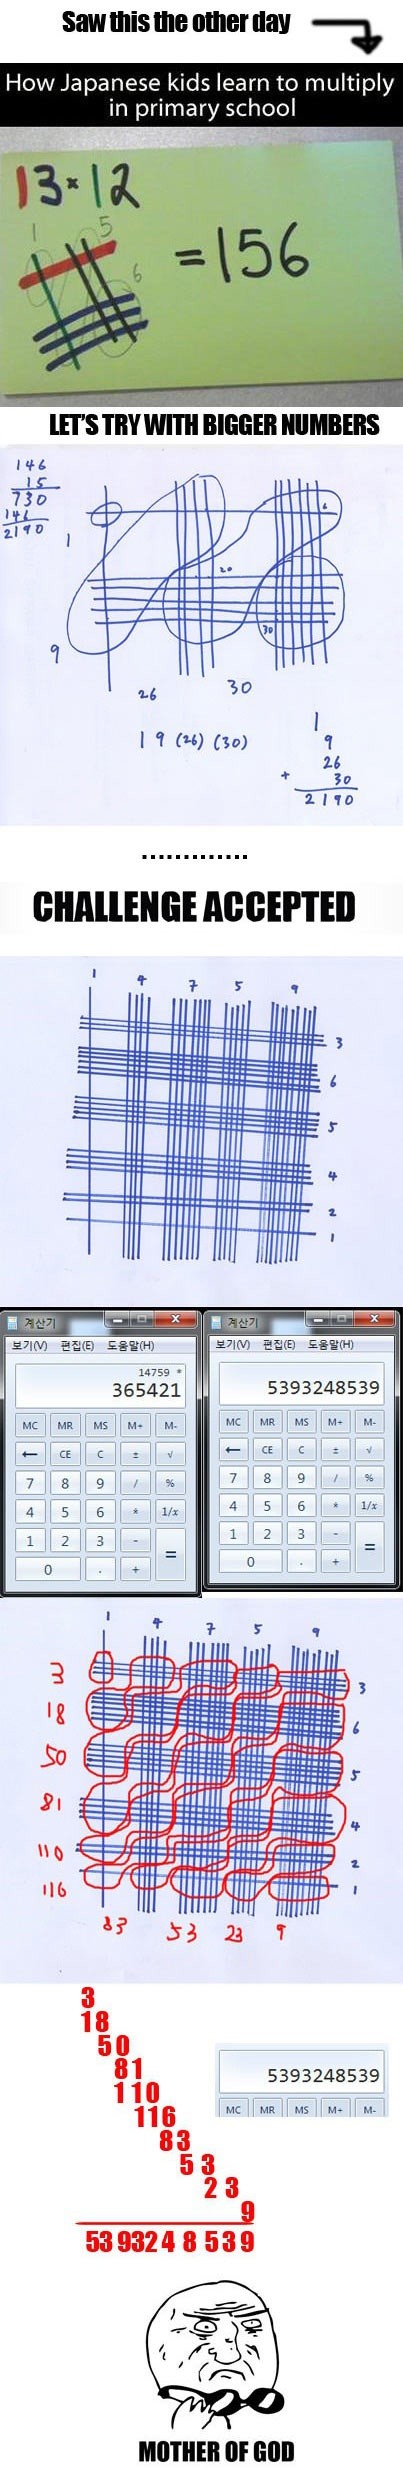 Saw this the other day
How Japanese kids learn to multiply
in primary school
13×12
1
5
6
=156
LET'S TRY WITH BIGGER NUMBERS
146
15
730
146
2190
1
6
20
30
9
26
30
1 9 (26) (30)
1
9
26
+ 30
2190
.............
CHALLENGE ACCEPTED
1 4 7 5 9
3
6
5
4
2
1
계산기
보기(V) 편집(E) 도움말(H)
14759 *
365421
MC MR MS M+ M-
← CE C ± √
7 8 9 / %
4 5 6 * 1/x
1 2 3 - =
0 . +
계산기
보기(V) 편집(E) 도움말(H)
5393248539
MC MR MS M+ M-
← CE C ± √
7 8 9 / %
4 5 6 * 1/x
1 2 3 - =
0 . +
1 4 7 5 9
3 3
18 6
50 5
81 4
110 2
116 1
83 53 23 9
3
18
50
81
110
116
83
53
23
9
5393248539
5393248539
MC MR MS M+ M-
MOTHER OF GOD